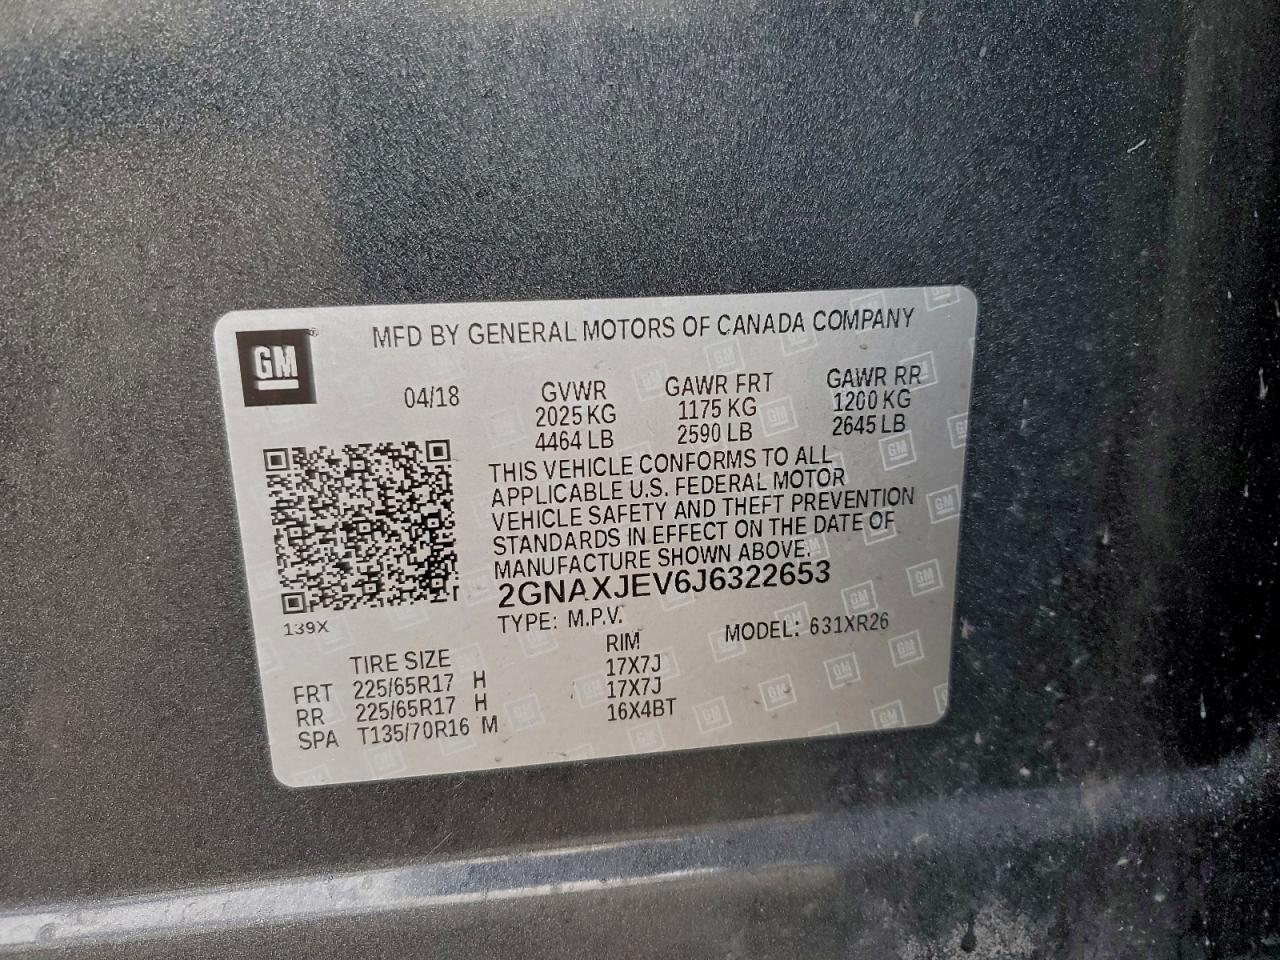 GM
MFD BY GENERAL MOTORS OF CANADA COMPANY
04/18 GVWR GAWR FRT GAWR RR
2025 KG 1175 KG 1200 KG
4464 LB 2590 LB 2645 LB
THIS VEHICLE CONFORMS TO ALL
APPLICABLE U.S. FEDERAL MOTOR
VEHICLE SAFETY AND THEFT PREVENTION
STANDARDS IN EFFECT ON THE DATE OF
MANUFACTURE SHOWN ABOVE.
2GNAXJEV6J6322653
139X
TYPE: M.P.V. MODEL: 631XR26
TIRE SIZE RIM
FRT 225/65R17 H 17X7J
RR 225/65R17 H 17X7J
SPA T135/70R16 M 16X4BT